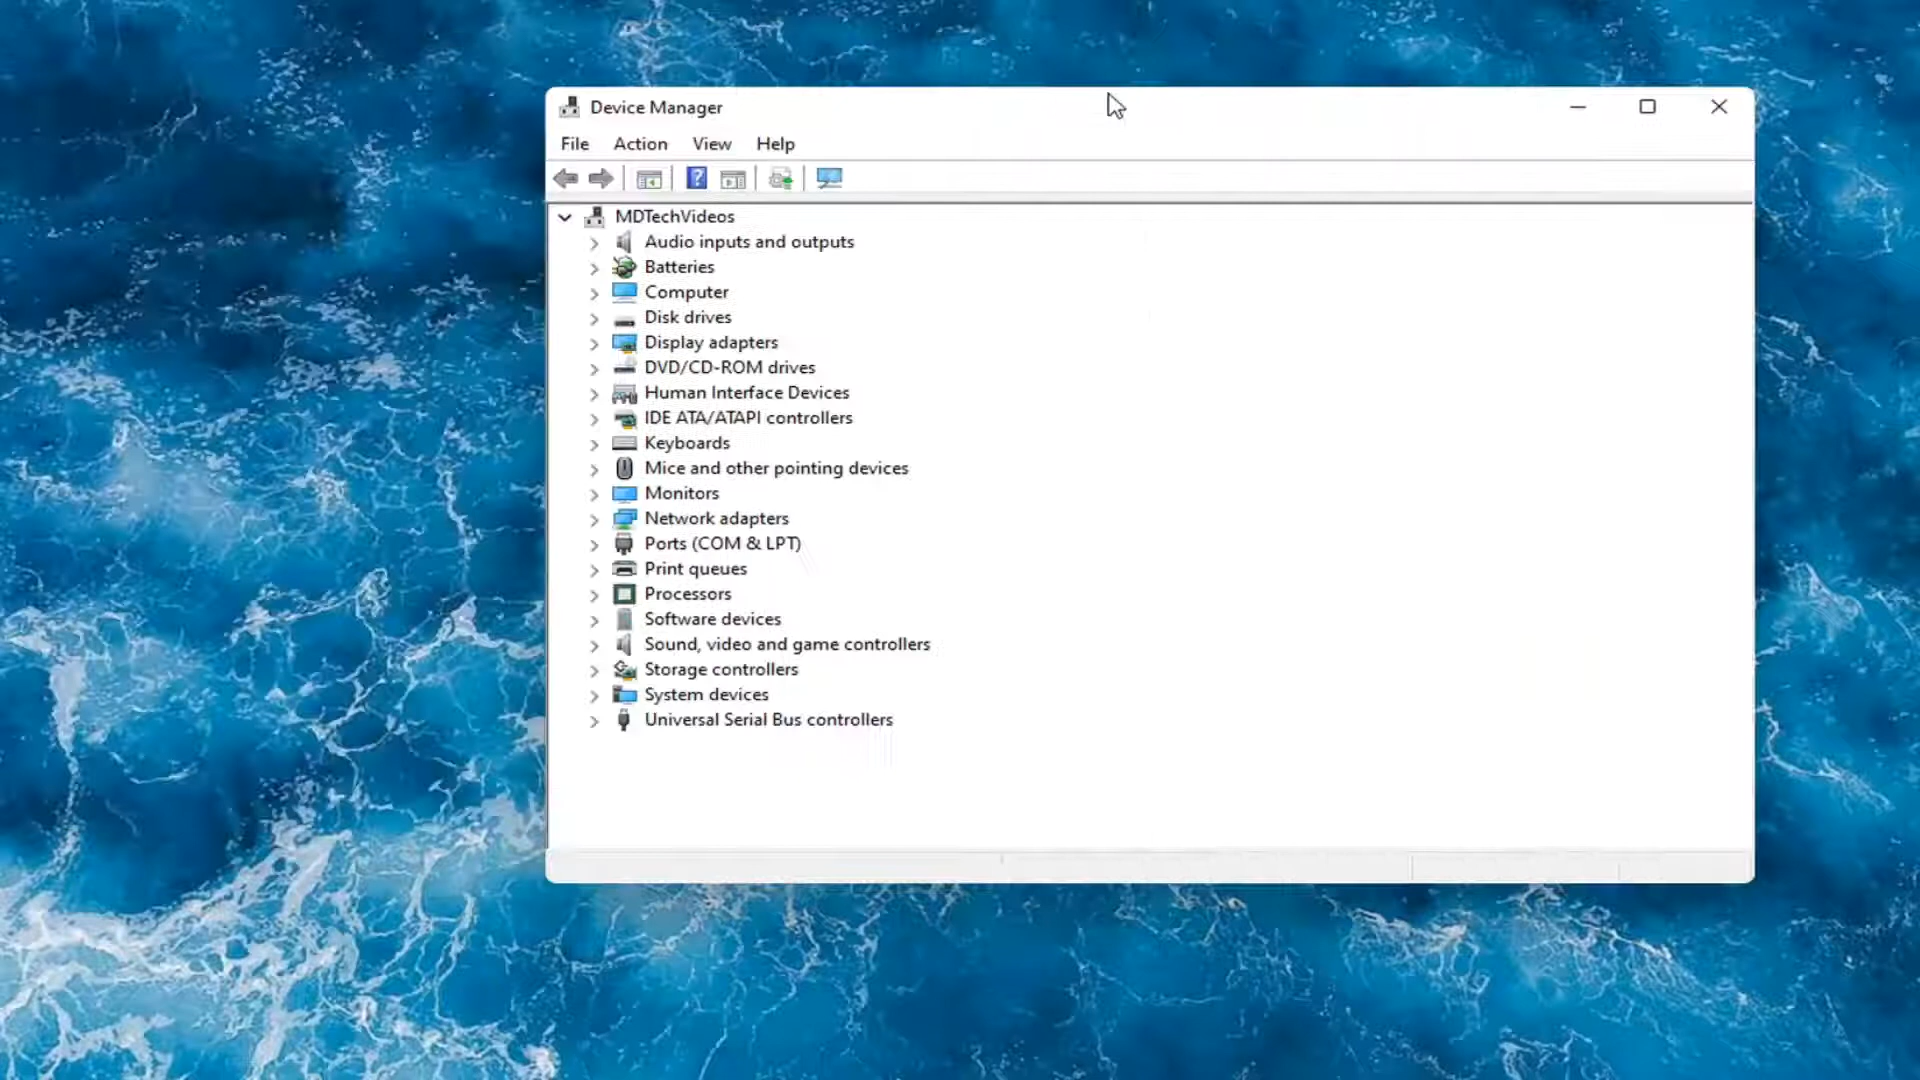 Device Manager
File Action View Help
?
MDTechVideos
Audio inputs and outputs
Batteries
Computer
Disk drives
Display adapters
DVD/CD-ROM drives
Human Interface Devices
IDE ATA/ATAPI controllers
Keyboards
Mice and other pointing devices
Monitors
Network adapters
Ports (COM & LPT)
Print queues
Processors
Software devices
Sound, video and game controllers
Storage controllers
System devices
Universal Serial Bus controllers